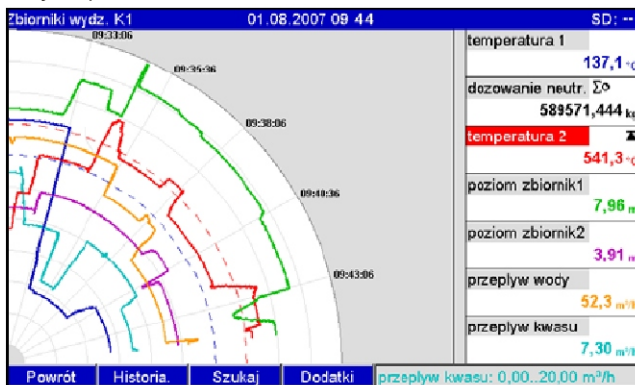 Zbiorniki wydz. K1 01.08.2007 09 44 SD: --
09:33:06
09:35:36
09:38:06
09:40:36
09:43:06
temperatura 1
137,1 °C
dozowanie neutr. Σ
589571,444 kg
temperatura 2
541,3 °C
poziom zbiornik1
7,96 m
poziom zbiornik2
3,91 m
przeplyw wody
52,3 m³/h
przeplyw kwasu
7,30 m³/h
Powrót Historia. Szukaj Dodatki przeplyw kwasu: 0,00..20,00 m³/h